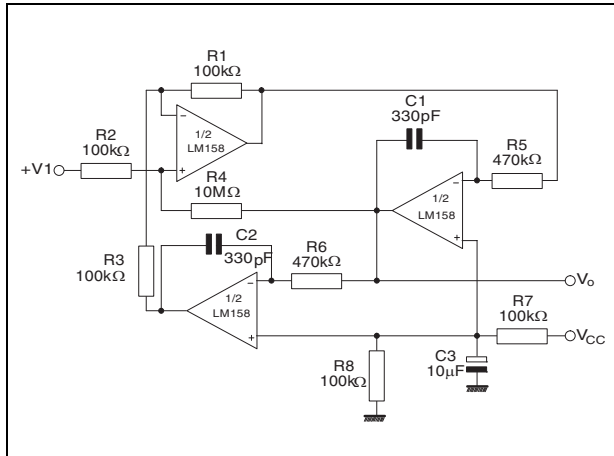 R1
100kΩ
C1
330pF
R2
100kΩ
1/2
LM158
R5
470kΩ
+V1
R4
10MΩ
1/2
LM158
C2
330pF
R6
470kΩ
R3
100kΩ
1/2
LM158
Vo
R7
100kΩ
R8
100kΩ
C3
10μF
VCC